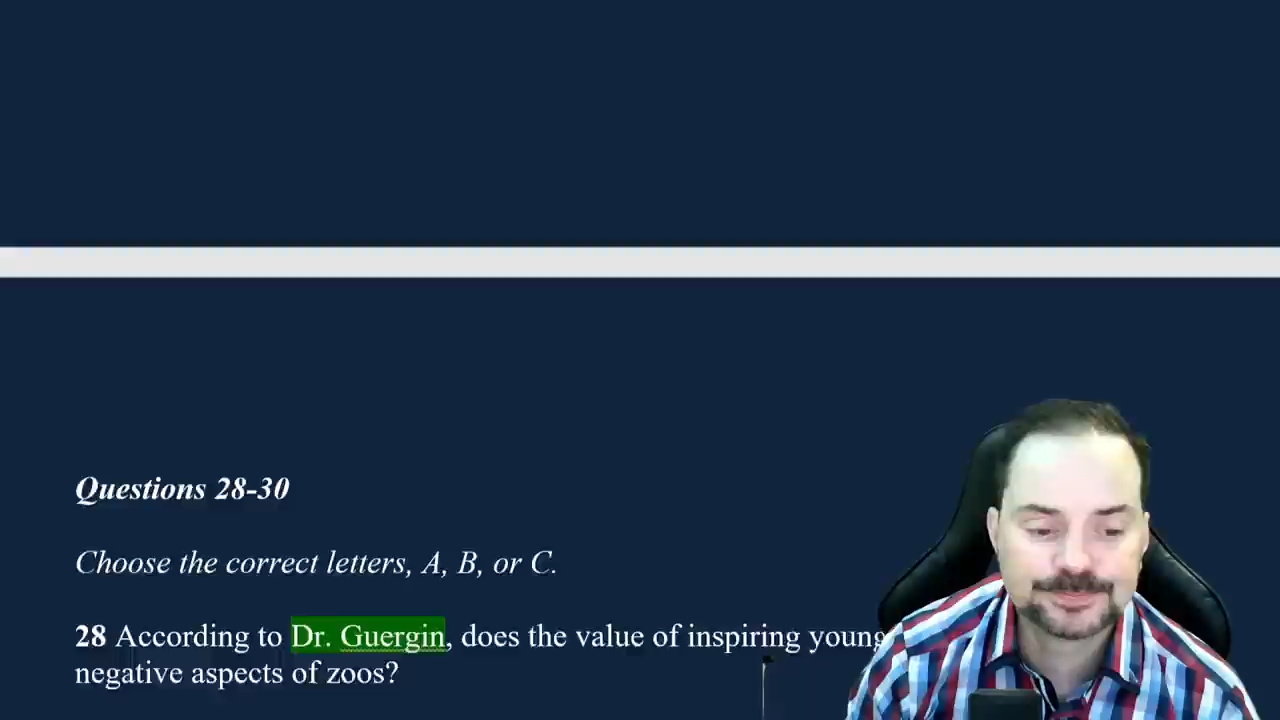 Questions 28-30
Choose the correct letters, A, B, or C.
28 According to Dr. Guergin, does the value of inspiring young
negative aspects of zoos?